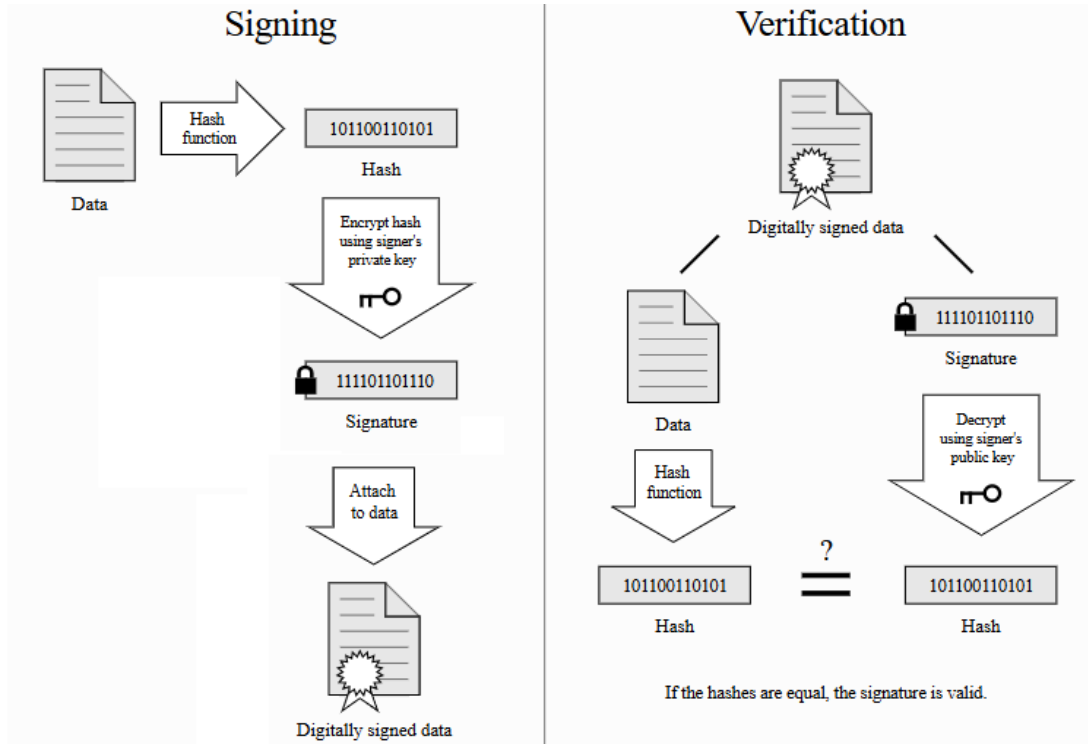 Signing
Hash
function
101100110101
Hash
Data
Encrypt hash
using signer's
private key
111101101110
Signature
Attach
to data
Digitally signed data
Verification
Digitally signed data
111101101110
Signature
Data
Decrypt
using signer's
public key
Hash
function
?
101100110101
101100110101
Hash
Hash
If the hashes are equal, the signature is valid.